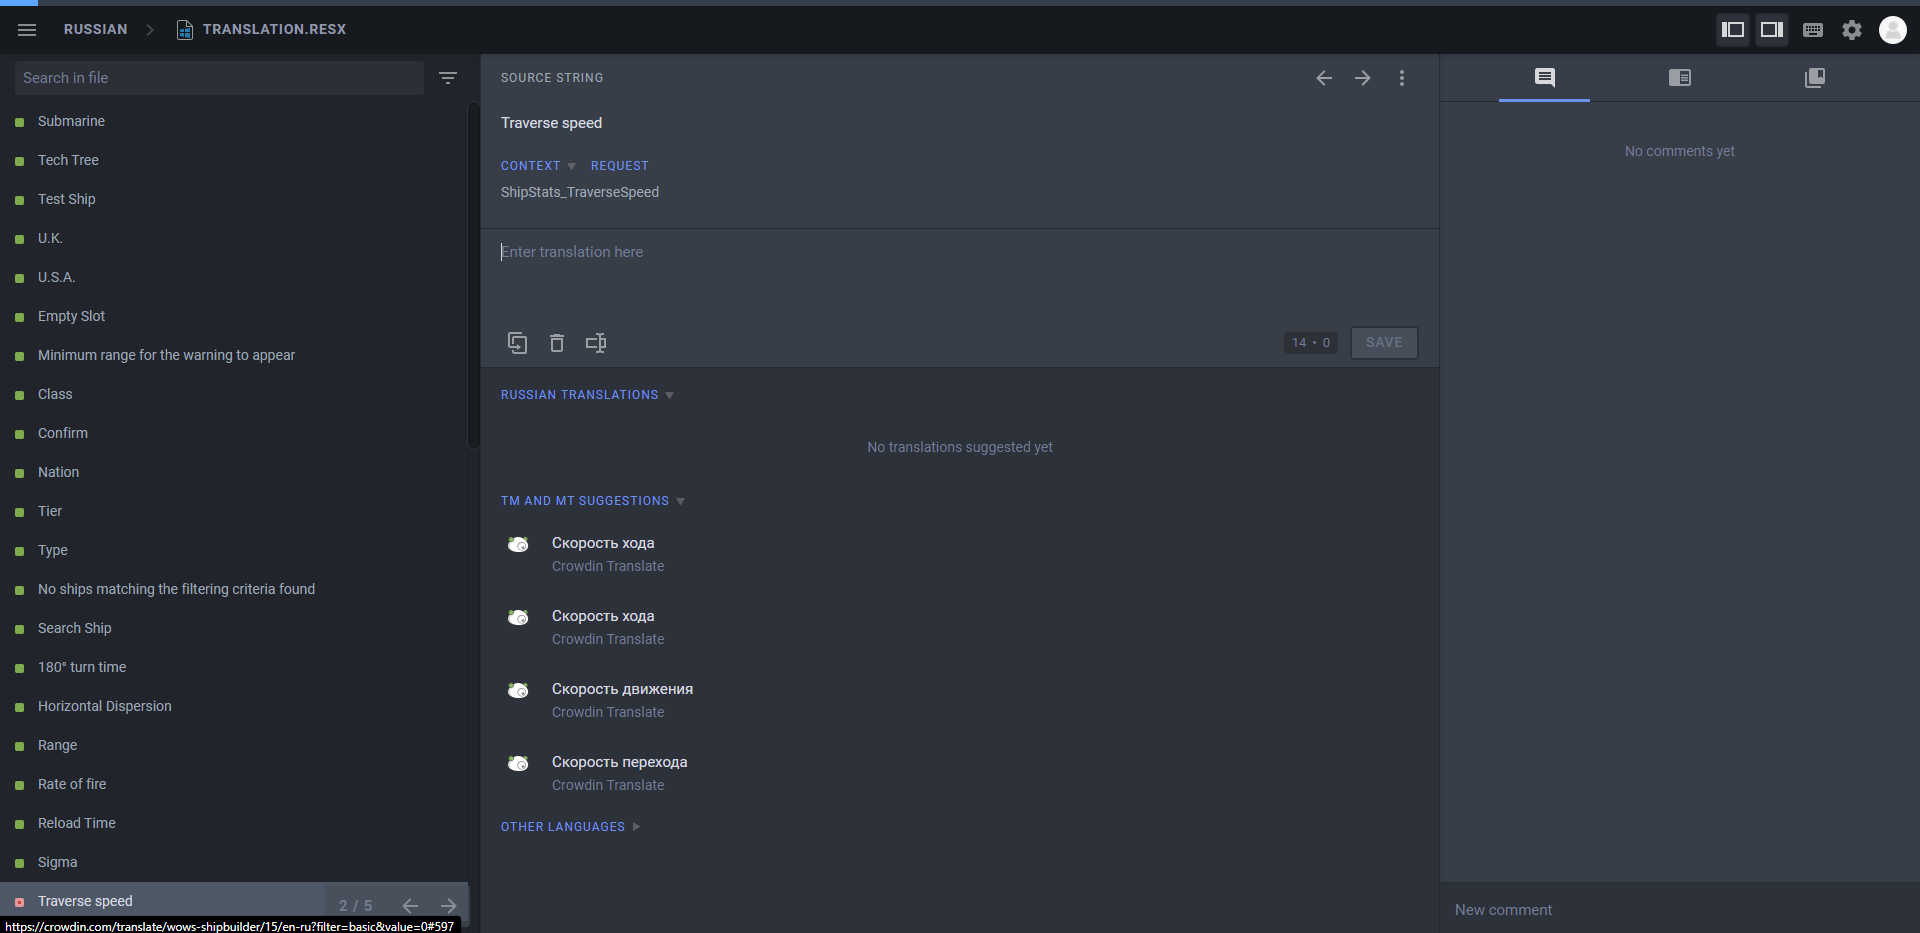 RUSSIAN
TRANSLATION.RESX
Search in file
Submarine
Tech Tree
Test Ship
U.K.
U.S.A.
Empty Slot
Minimum range for the warning to appear
Class
Confirm
Nation
Tier
Type
No ships matching the filtering criteria found
Search Ship
180° turn time
Horizontal Dispersion
Range
Rate of fire
Reload Time
Sigma
Traverse speed
2 / 5
https://crowdin.com/translate/wows-shipbuilder/15/en-ru?filter=basic&value=0#597
SOURCE STRING
Traverse speed
CONTEXT
REQUEST
ShipStats_TraverseSpeed
Enter translation here
14 • 0
SAVE
RUSSIAN TRANSLATIONS
No translations suggested yet
TM AND MT SUGGESTIONS
Скорость хода
Crowdin Translate
Скорость хода
Crowdin Translate
Скорость движения
Crowdin Translate
Скорость перехода
Crowdin Translate
OTHER LANGUAGES
No comments yet
New comment